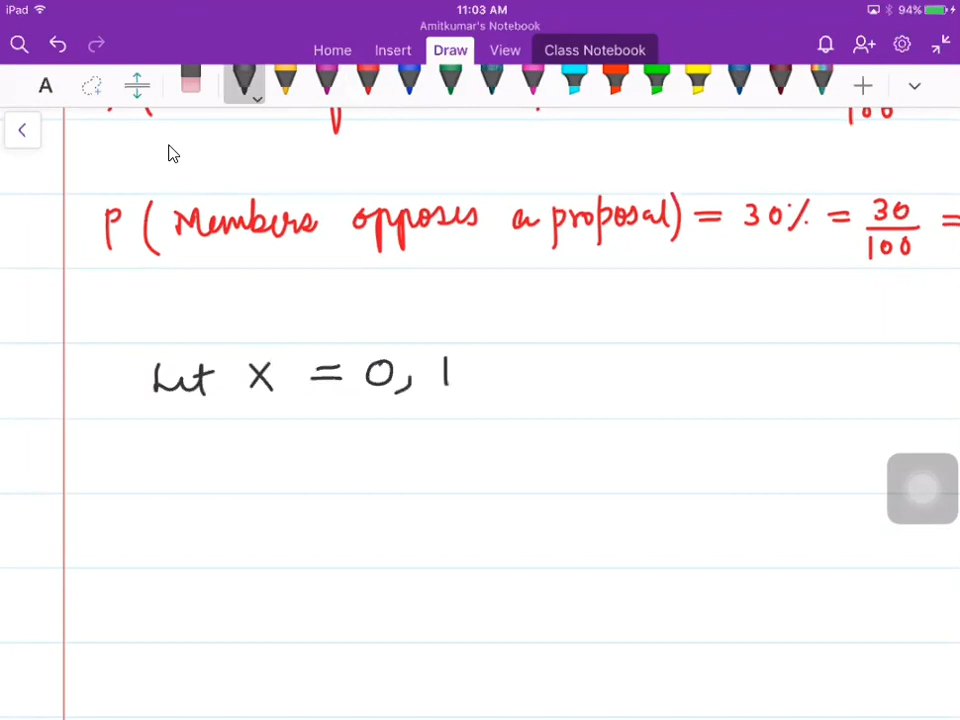 iPad 11:03 AM 94%
Amitkumar's Notebook
Home Insert Draw View Class Notebook
A
100
P ( Members opposes a proposal) = 30% = 30/100 =
Let X = 0, 1